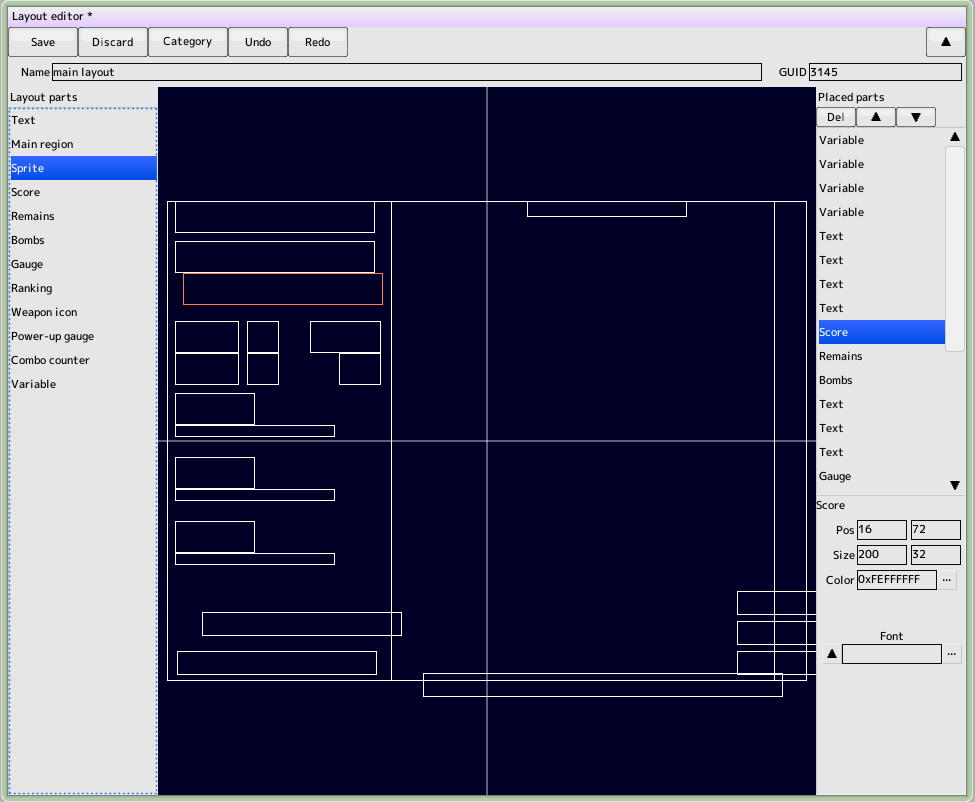 Layout editor *
Save Discard Category Undo Redo ▲
Name main layout GUID 3145
Layout parts
Text
Main region
Sprite
Score
Remains
Bombs
Gauge
Ranking
Weapon icon
Power-up gauge
Combo counter
Variable
Placed parts
Del ▲ ▼
Variable
Variable
Variable
Variable
Text
Text
Text
Text
Score
Remains
Bombs
Text
Text
Text
Gauge
Score
Pos 16 72
Size 200 32
Color 0xFEFFFFFF ...
Font
▲ ...